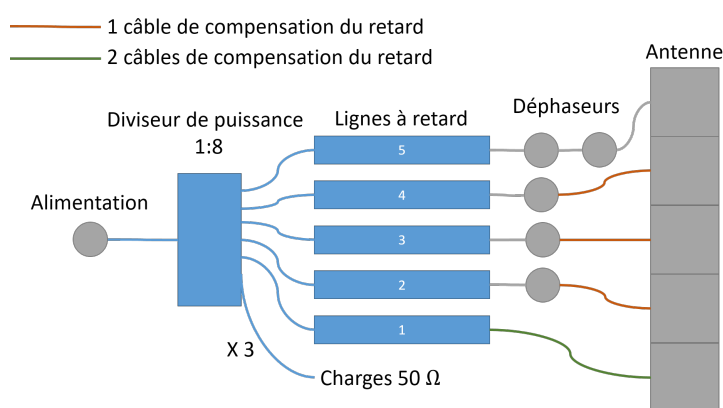 1 câble de compensation du retard
2 câbles de compensation du retard
Antenne
Déphaseurs
Diviseur de puissance
1:8
Lignes à retard
Alimentation
5
4
3
2
1
X 3
Charges 50 Ω